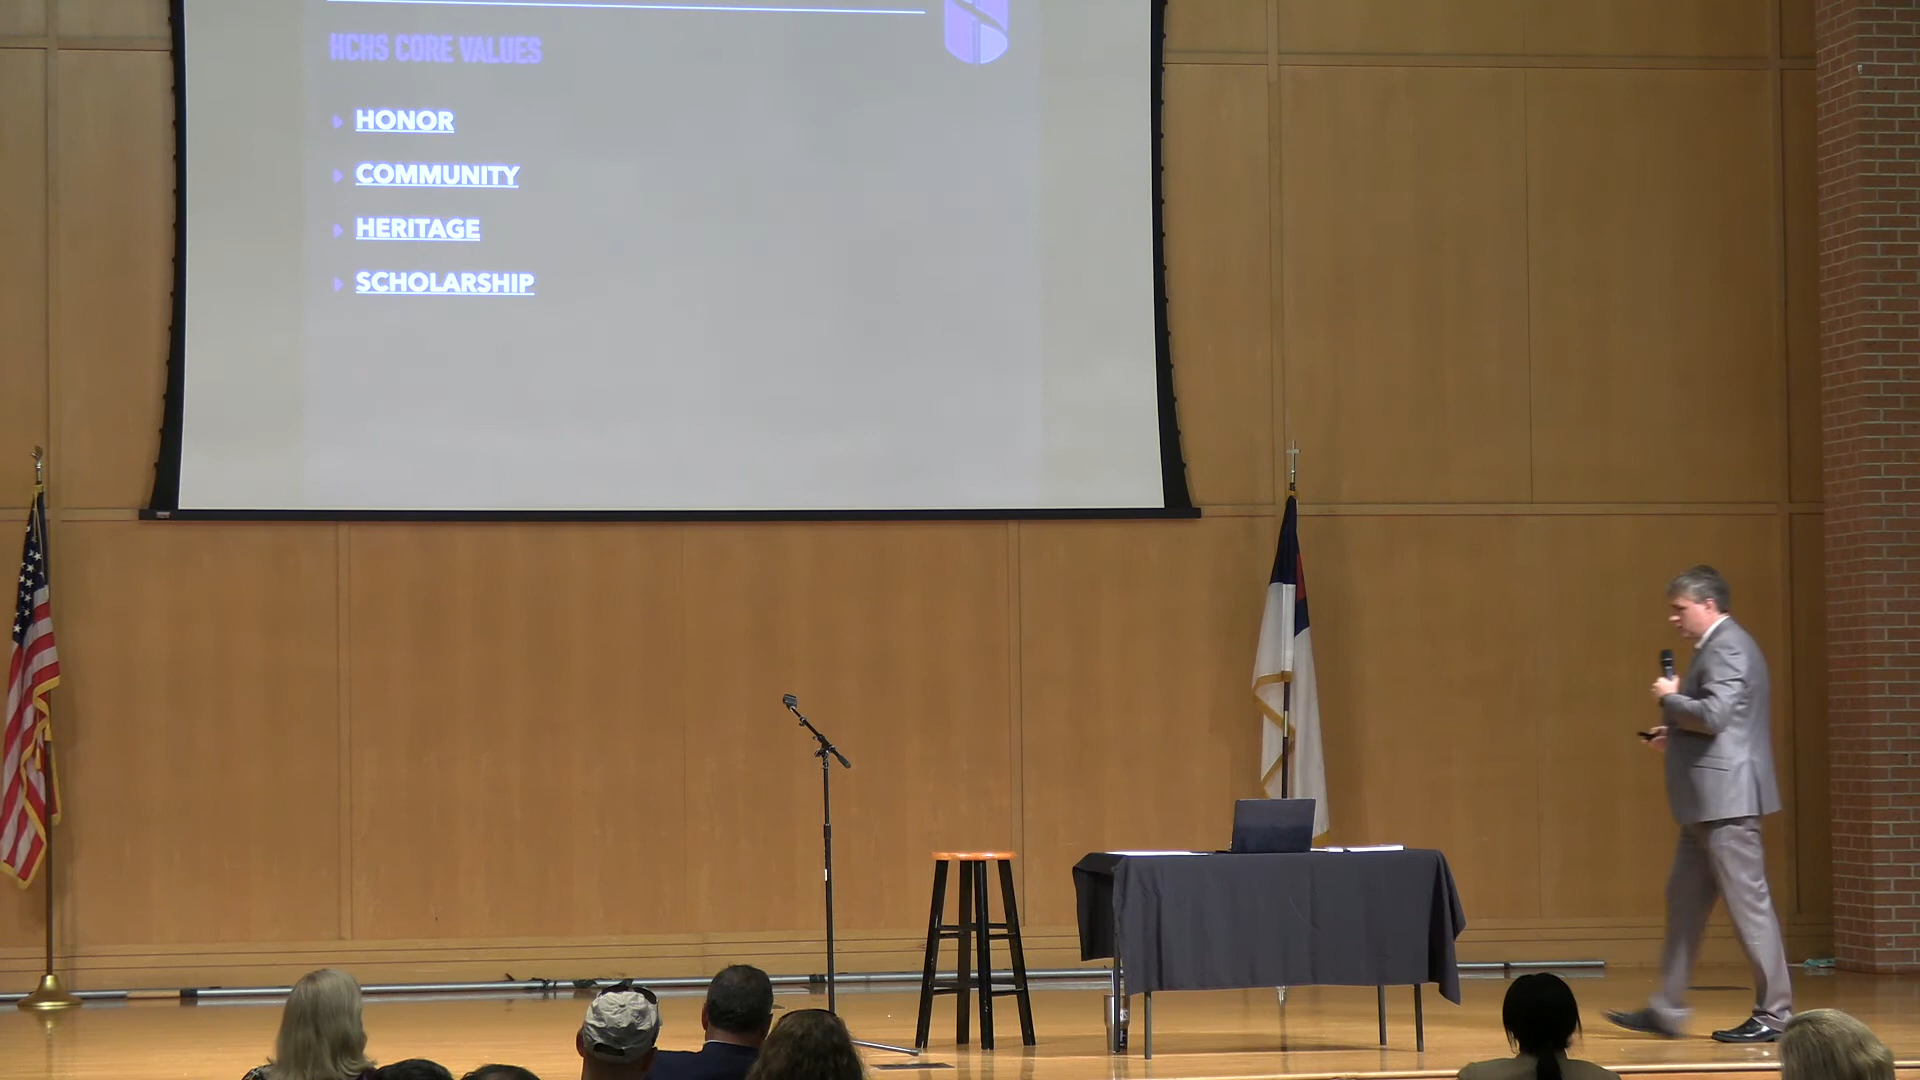 HCHS CORE VALUES
HONOR
COMMUNITY
HERITAGE
SCHOLARSHIP